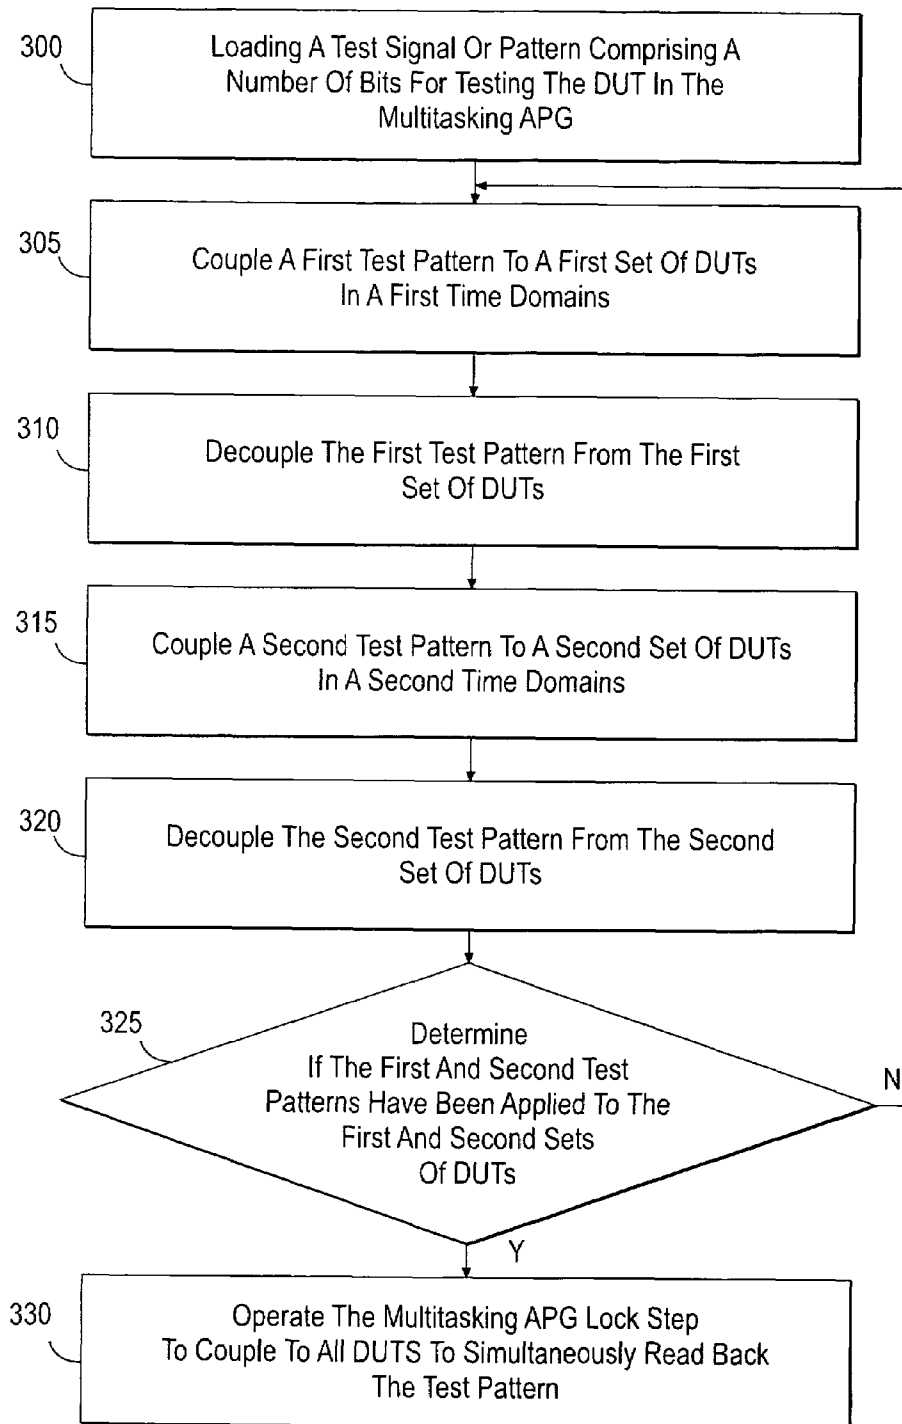 300
Loading A Test Signal Or Pattern Comprising A
Number Of Bits For Testing The DUT In The
Multitasking APG
305
Couple A First Test Pattern To A First Set Of DUTs
In A First Time Domains
310
Decouple The First Test Pattern From The First
Set Of DUTs
315
Couple A Second Test Pattern To A Second Set Of DUTs
In A Second Time Domains
320
Decouple The Second Test Pattern From The Second
Set Of DUTs
325
Determine
If The First And Second Test
Patterns Have Been Applied To The
First And Second Sets
Of DUTs
N
Y
330
Operate The Multitasking APG Lock Step
To Couple To All DUTS To Simultaneously Read Back
The Test Pattern